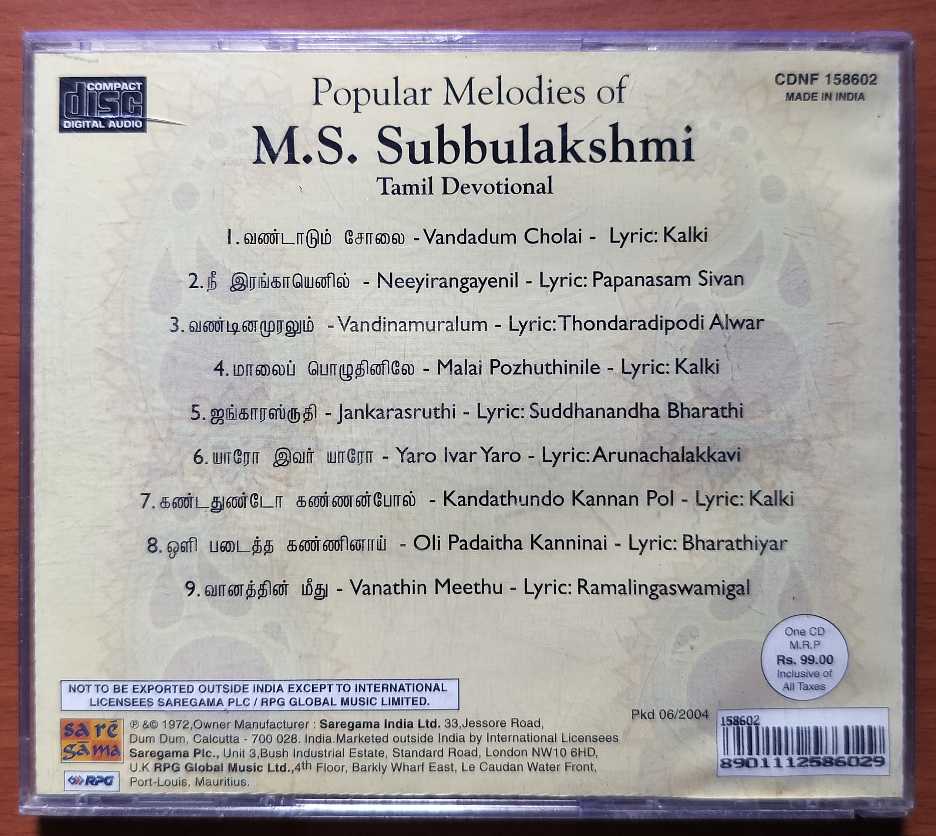 COMPACT
disc
DIGITAL AUDIO
CDNF 158602
MADE IN INDIA
Popular Melodies of
M.S. Subbulakshmi
Tamil Devotional
1. வண்டாடும் சோலை - Vandadum Cholai - Lyric: Kalki
2. நீ இரங்காயெனில் - Neeyirangayenil - Lyric: Papanasam Sivan
3. வண்டினமுரலும் - Vandinamuralum - Lyric: Thondaradipodi Alwar
4. மாலைப் பொழுதினிலே - Malai Pozhuthinile - Lyric: Kalki
5. ஜங்காரஸ்ருதி - Jankarasruthi - Lyric: Suddhanandha Bharathi
6. யாரோ இவர் யாரோ - Yaro Ivar Yaro - Lyric: Arunachalakkavi
7. கண்டதுண்டோ கண்ணன்போல் - Kandathundo Kannan Pol - Lyric: Kalki
8. ஒளி படைத்த கண்ணினாய் - Oli Padaitha Kanninai - Lyric: Bharathiyar
9. வானத்தின் மீது - Vanathin Meethu - Lyric: Ramalingaswamigal
One CD
M.R.P
Rs. 99.00
Inclusive of
All Taxes
NOT TO BE EXPORTED OUTSIDE INDIA EXCEPT TO INTERNATIONAL
LICENSEES SAREGAMA PLC / RPG GLOBAL MUSIC LIMITED.
Pkd 06/2004
sa re
ga ma
RPG
℗ &© 1972,Owner Manufacturer : Saregama India Ltd. 33,Jessore Road,
Dum Dum, Calcutta - 700 028. India.Marketed outside India by International Licensees
Saregama Plc., Unit 3,Bush Industrial Estate, Standard Road, London NW10 6HD,
U.K RPG Global Music Ltd.,4th Floor, Barkly Wharf East, Le Caudan Water Front,
Port-Louis, Mauritius.
158602
8901112586029